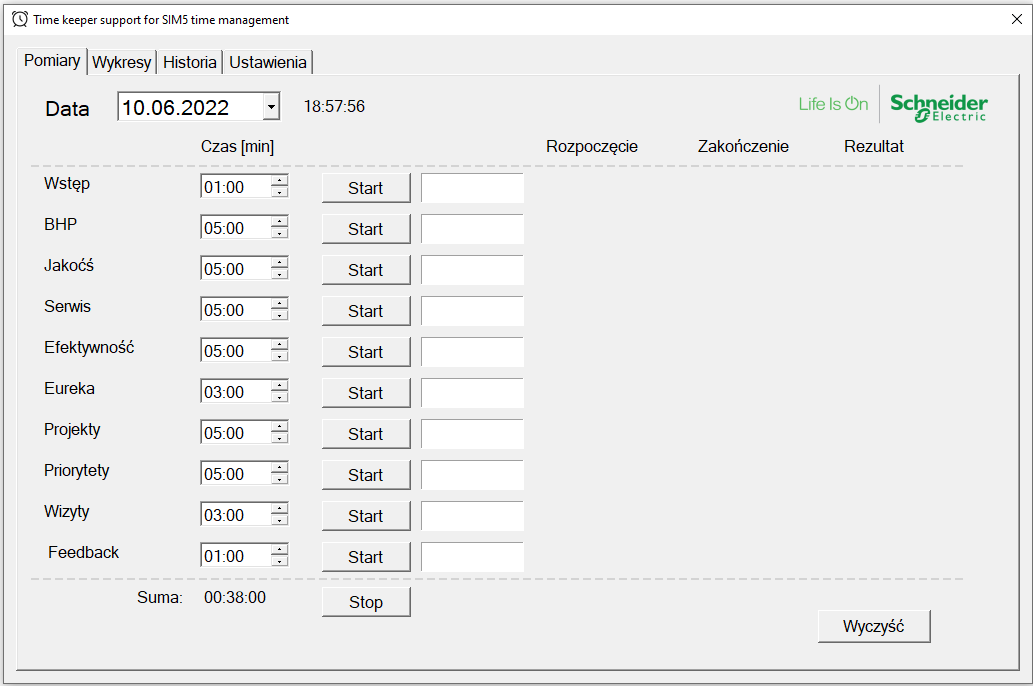 Time keeper support for SIM5 time management
Pomiary Wykresy Historia Ustawienia
Data 10.06.2022 18:57:56 Life Is On Schneider Electric
Czas [min] Rozpoczęcie Zakończenie Rezultat
Wstęp 01:00 Start
BHP 05:00 Start
Jakoćś 05:00 Start
Serwis 05:00 Start
Efektywność 05:00 Start
Eureka 03:00 Start
Projekty 05:00 Start
Priorytety 05:00 Start
Wizyty 03:00 Start
Feedback 01:00 Start
Suma: 00:38:00 Stop
Wyczyść